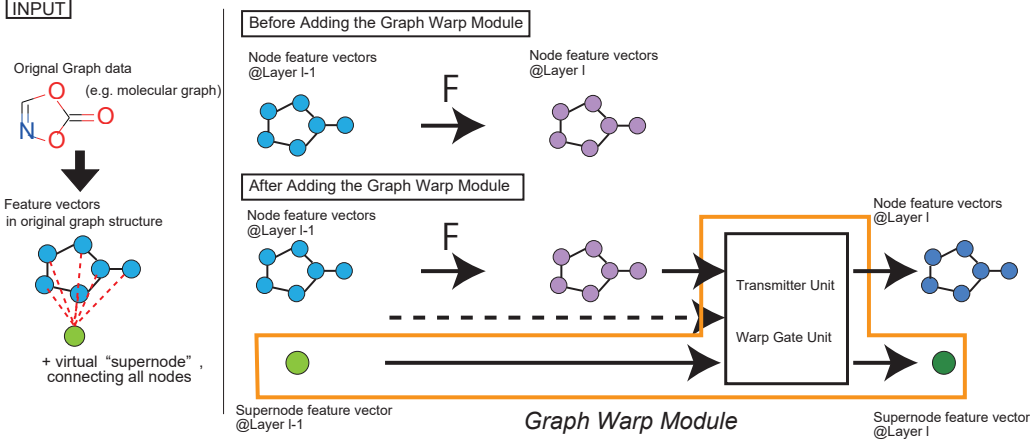 INPUT
Orignal Graph data
(e.g. molecular graph)
O
O
N
O
Feature vectors
in original graph structure
+ virtual “supernode” ,
connecting all nodes
Before Adding the Graph Warp Module
Node feature vectors
@Layer l-1
F
Node feature vectors
@Layer l
After Adding the Graph Warp Module
Node feature vectors
@Layer l-1
F
Transmitter Unit
Warp Gate Unit
Node feature vectors
@Layer l
Supernode feature vector
@Layer l-1
Graph Warp Module
Supernode feature vector
@Layer l